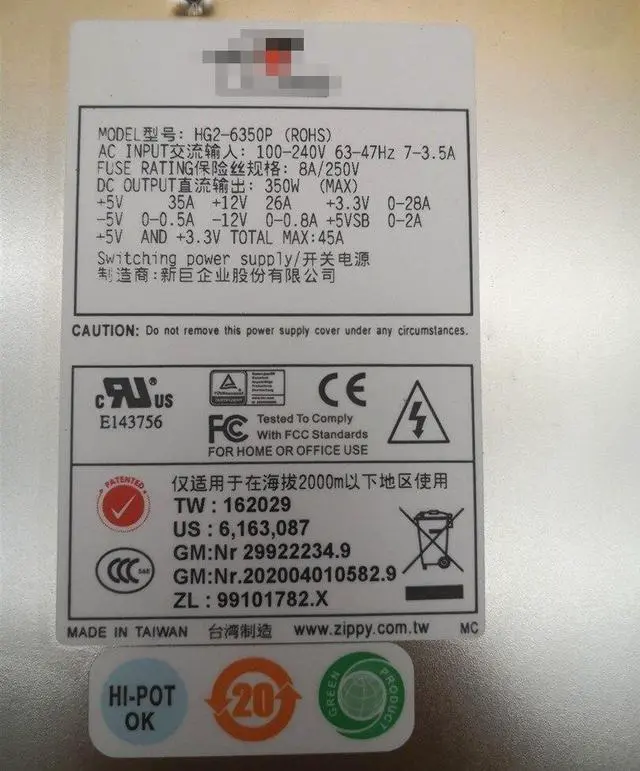 MODEL型号: HG2-6350P (ROHS)
AC INPUT交流输入: 100-240V 63-47Hz 7-3.5A
FUSE RATING保险丝规格: 8A/250V
DC OUTPUT直流输出: 350W (MAX)
+5V 35A +12V 26A +3.3V 0-28A
-5V 0-0.5A -12V 0-0.8A +5VSB 0-2A
+5V AND +3.3V TOTAL MAX:45A
Switching power supply/开关电源
制造商:新巨企业股份有限公司
CAUTION: Do not remove this power supply cover under any circumstances.
c RU ® US
E143756
CE
FC Tested To Comply
With FCC Standards
FOR HOME OR OFFICE USE
PATENTED
仅适用于在海拔2000m以下地区使用
TW : 162029
US : 6,163,087
GM:Nr 29922234.9
GM:Nr.202004010582.9
ZL : 99101782.X
CCC S&E
MADE IN TAIWAN 台湾制造 www.zippy.com.tw MC
HI-POT
OK
20
GREEN PRODUCT